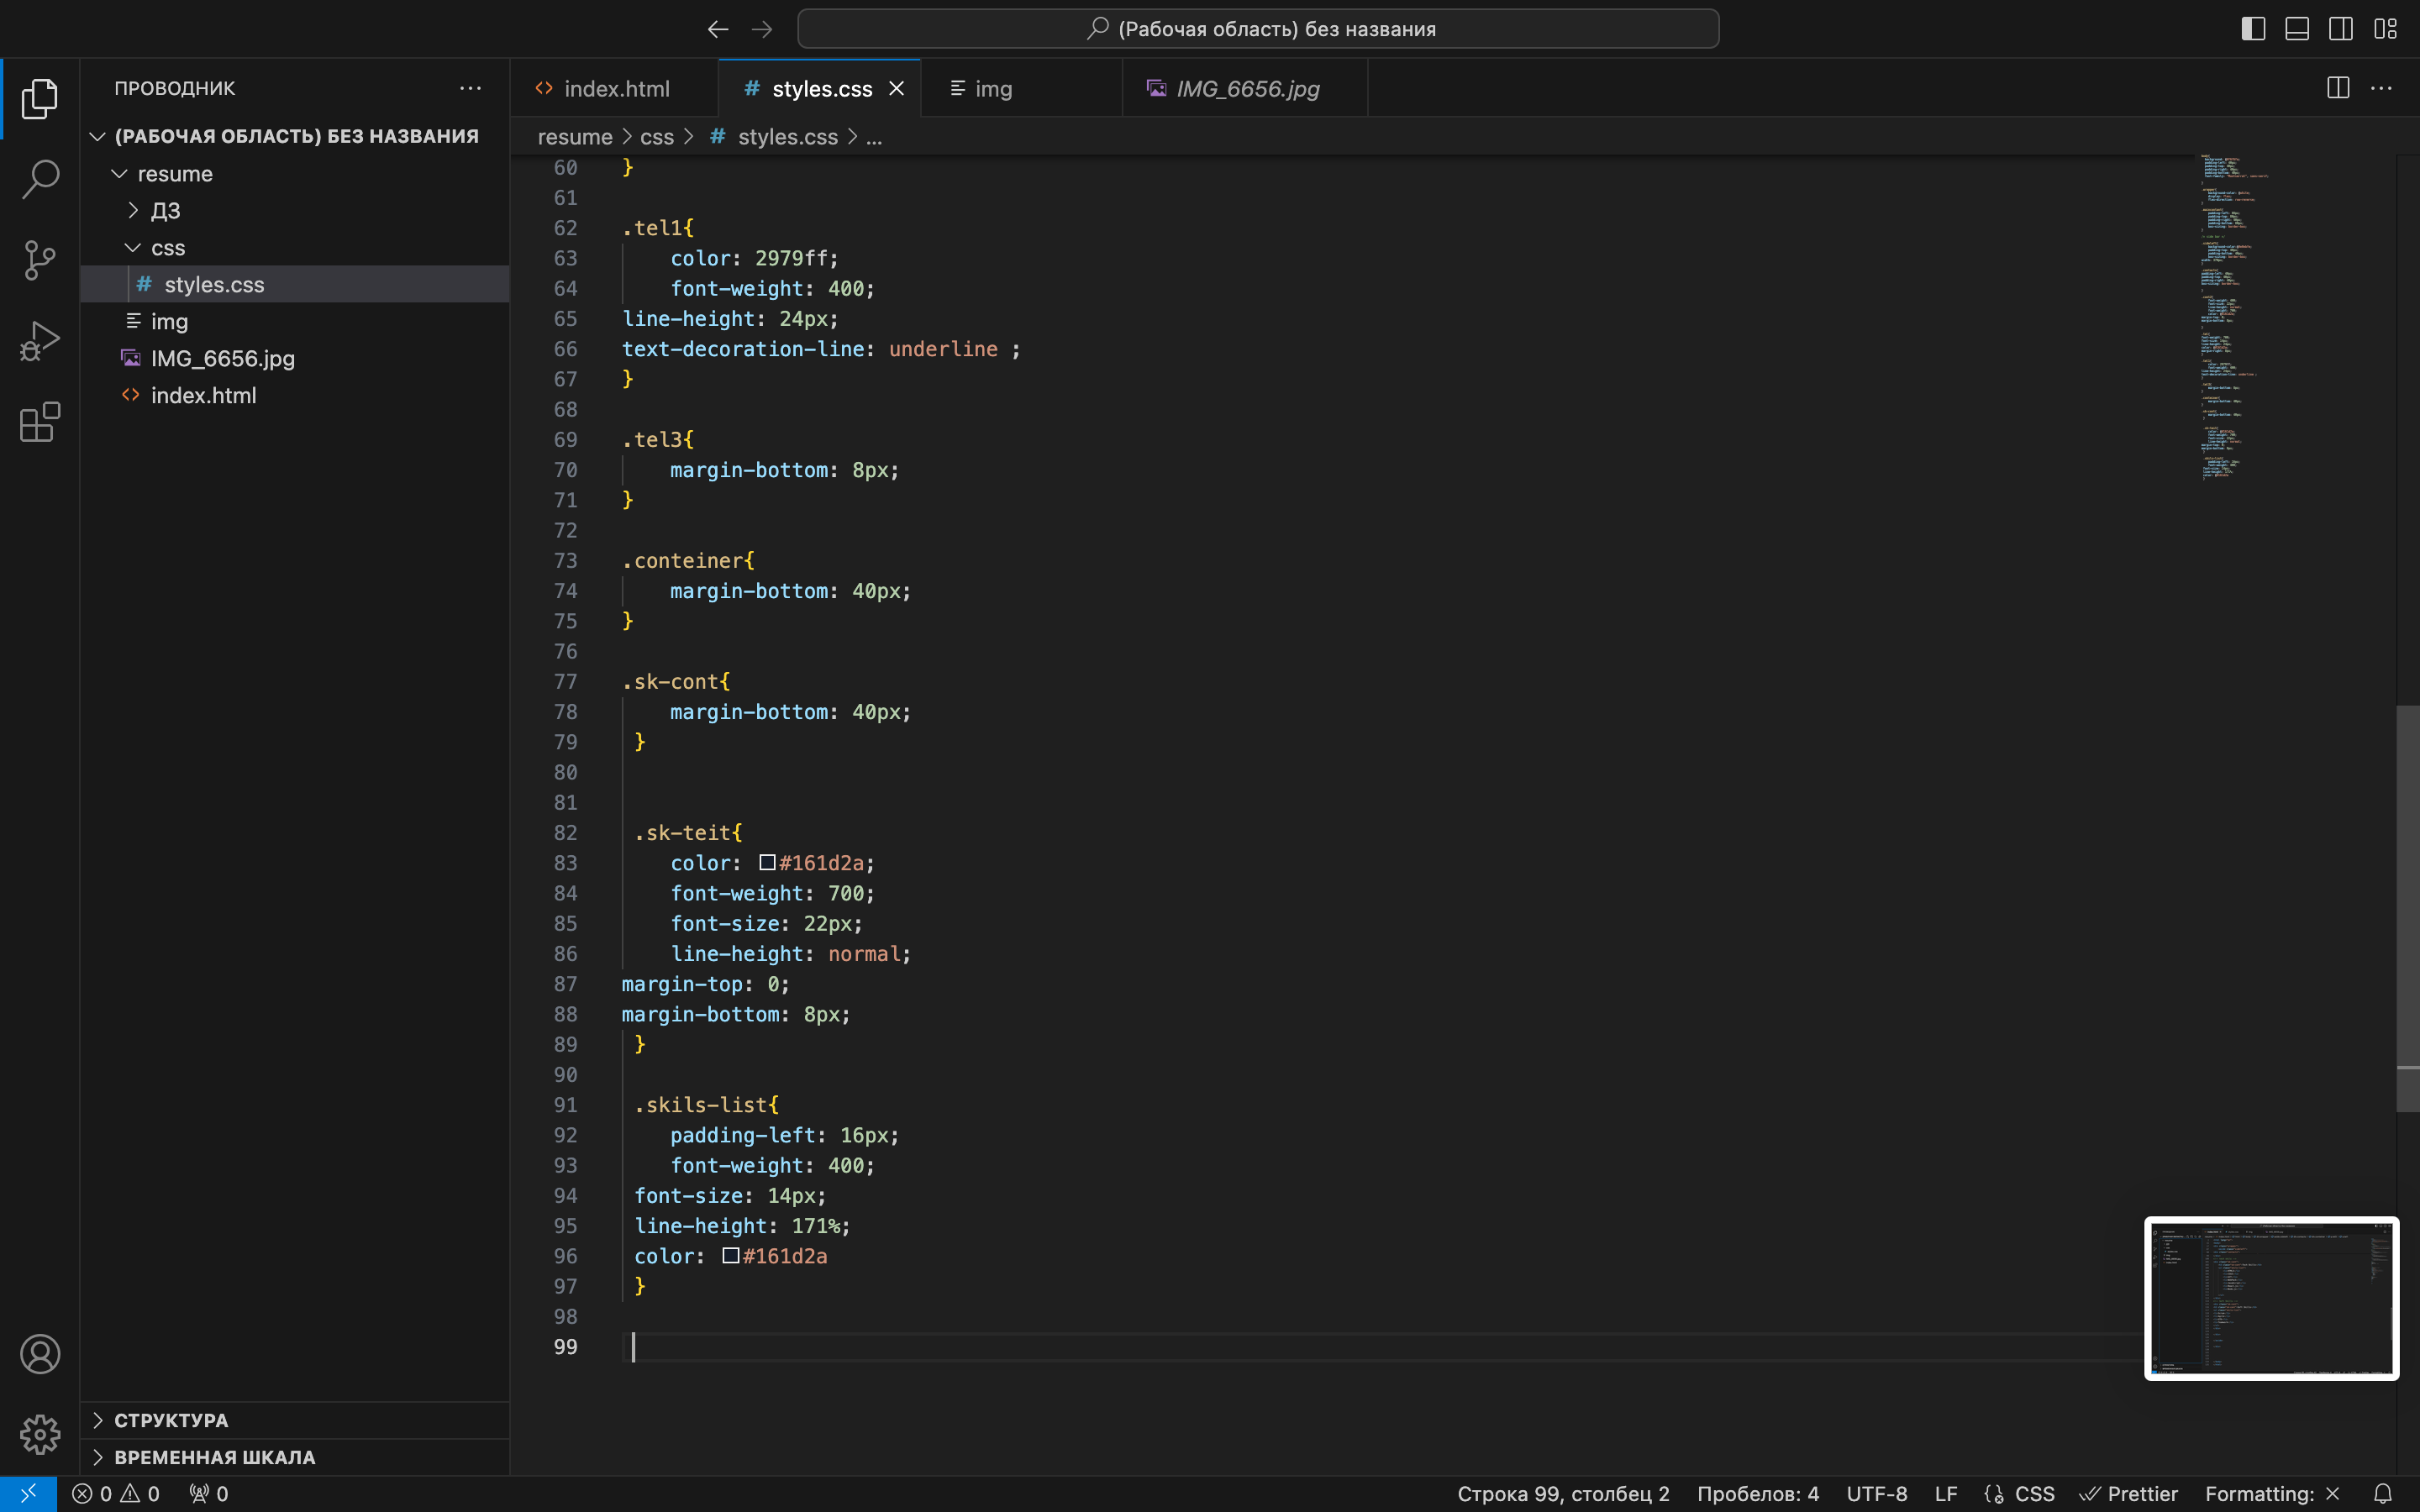 (Рабочая область) без названия
ПРОВОДНИК
index.html
styles.css
img
IMG_6656.jpg
resume > css > # styles.css > ...
(РАБОЧАЯ ОБЛАСТЬ) БЕЗ НАЗВАНИЯ
resume
ДЗ
css
# styles.css
img
IMG_6656.jpg
index.html
60 }
61
62 .tel1{
63 color: 2979ff;
64 font-weight: 400;
65 line-height: 24px;
66 text-decoration-line: underline ;
67 }
68
69 .tel3{
70 margin-bottom: 8px;
71 }
72
73 .conteiner{
74 margin-bottom: 40px;
75 }
76
77 .sk-cont{
78 margin-bottom: 40px;
79 }
80
81
82 .sk-teit{
83 color: #161d2a;
84 font-weight: 700;
85 font-size: 22px;
86 line-height: normal;
87 margin-top: 0;
88 margin-bottom: 8px;
89 }
90
91 .skils-list{
92 padding-left: 16px;
93 font-weight: 400;
94 font-size: 14px;
95 line-height: 171%;
96 color: #161d2a
97 }
98
99
СТРУКТУРА
ВРЕМЕННАЯ ШКАЛА
0 0 0
Строка 99, столбец 2
Пробелов: 4
UTF-8
LF
CSS
Prettier
Formatting: ×